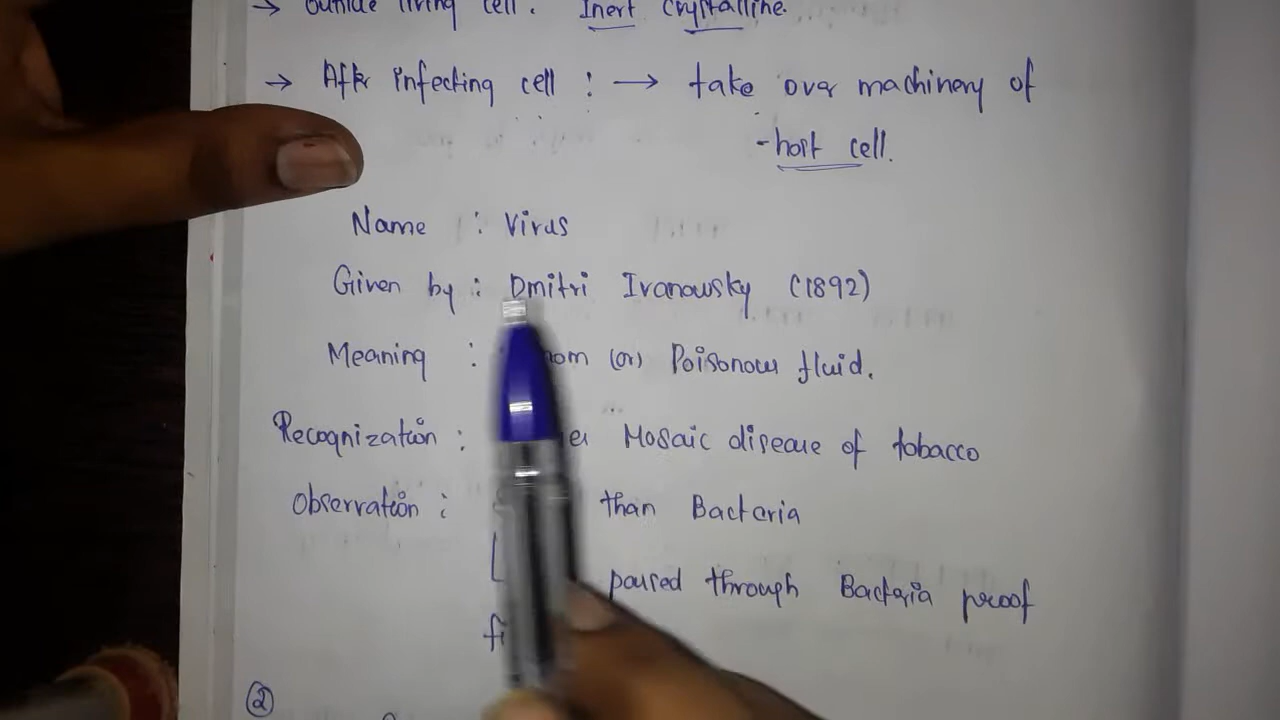 → Outside living cell. Inert Crystalline
→ After infecting cell : → take over machinery of
-host cell.
Name : Virus
Given by : Dmitri Ivanowsky (1892)
Meaning : (or) Poisonous fluid.
Recognization : Mosaic disease of tobacco
Observation : than Bacteria
passed through Bacteria proof
②